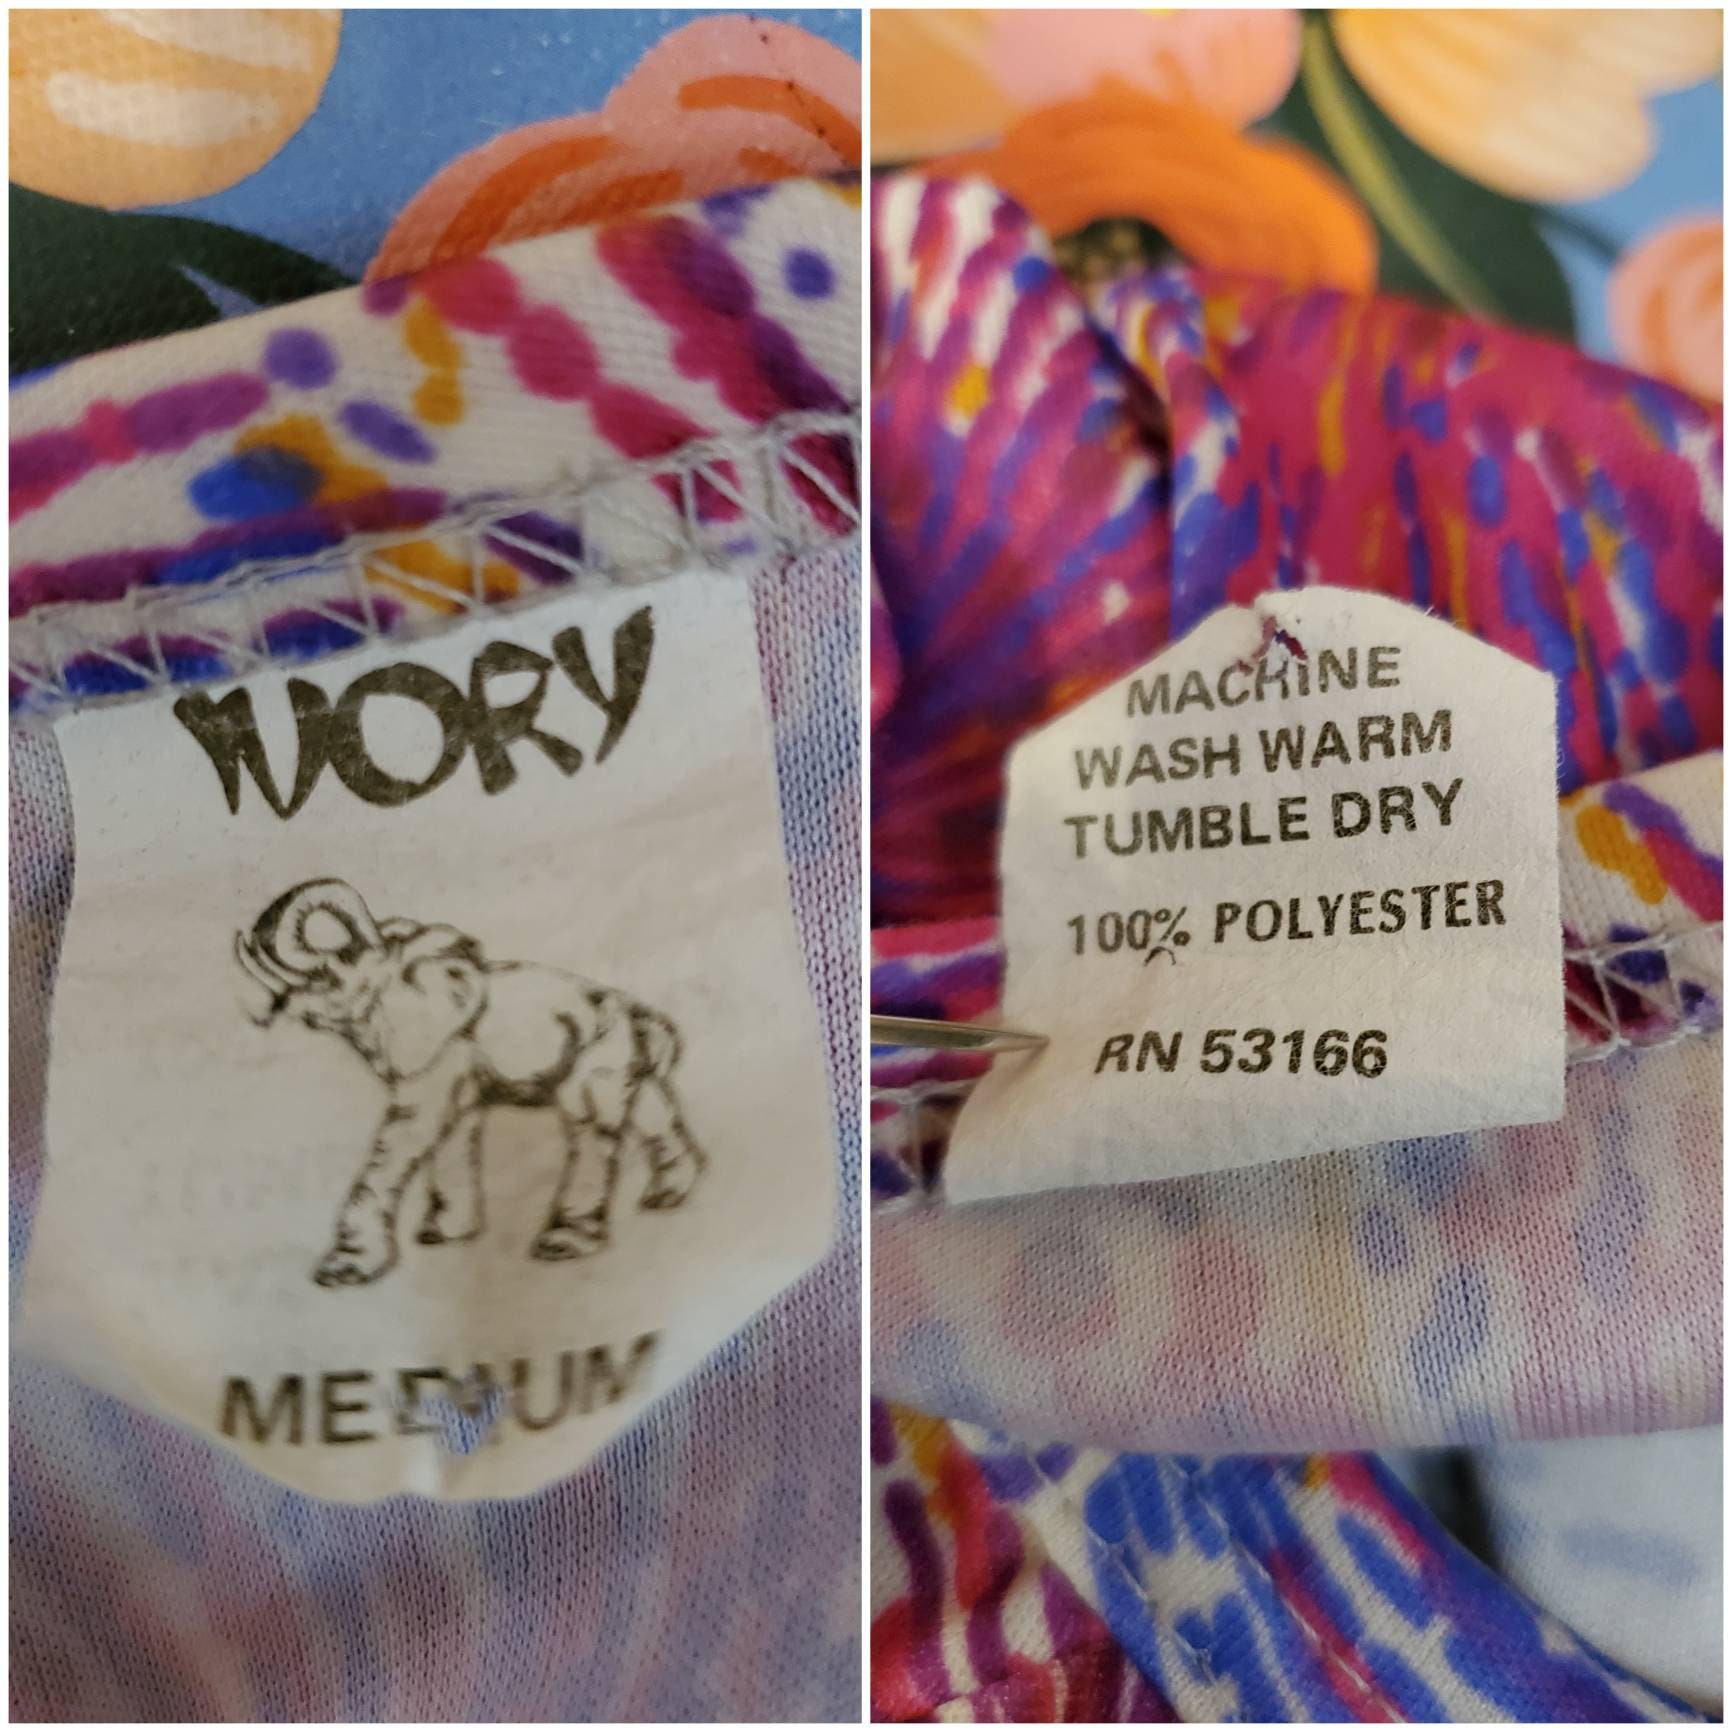 IVORY
MEDIUM
MACHINE
WASH WARM
TUMBLE DRY
100% POLYESTER
RN 53166